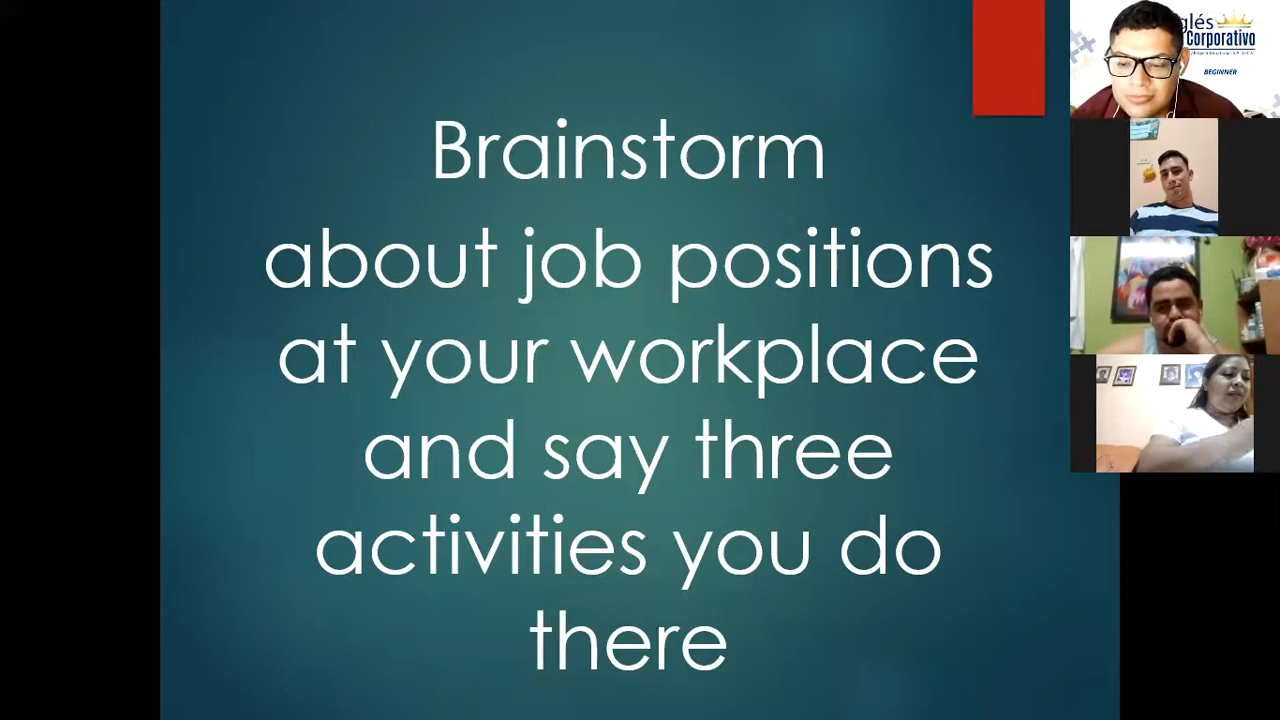 Brainstorm
about job positions
at your workplace
and say three
activities you do
there
glés
Corporativo
BEGINNER